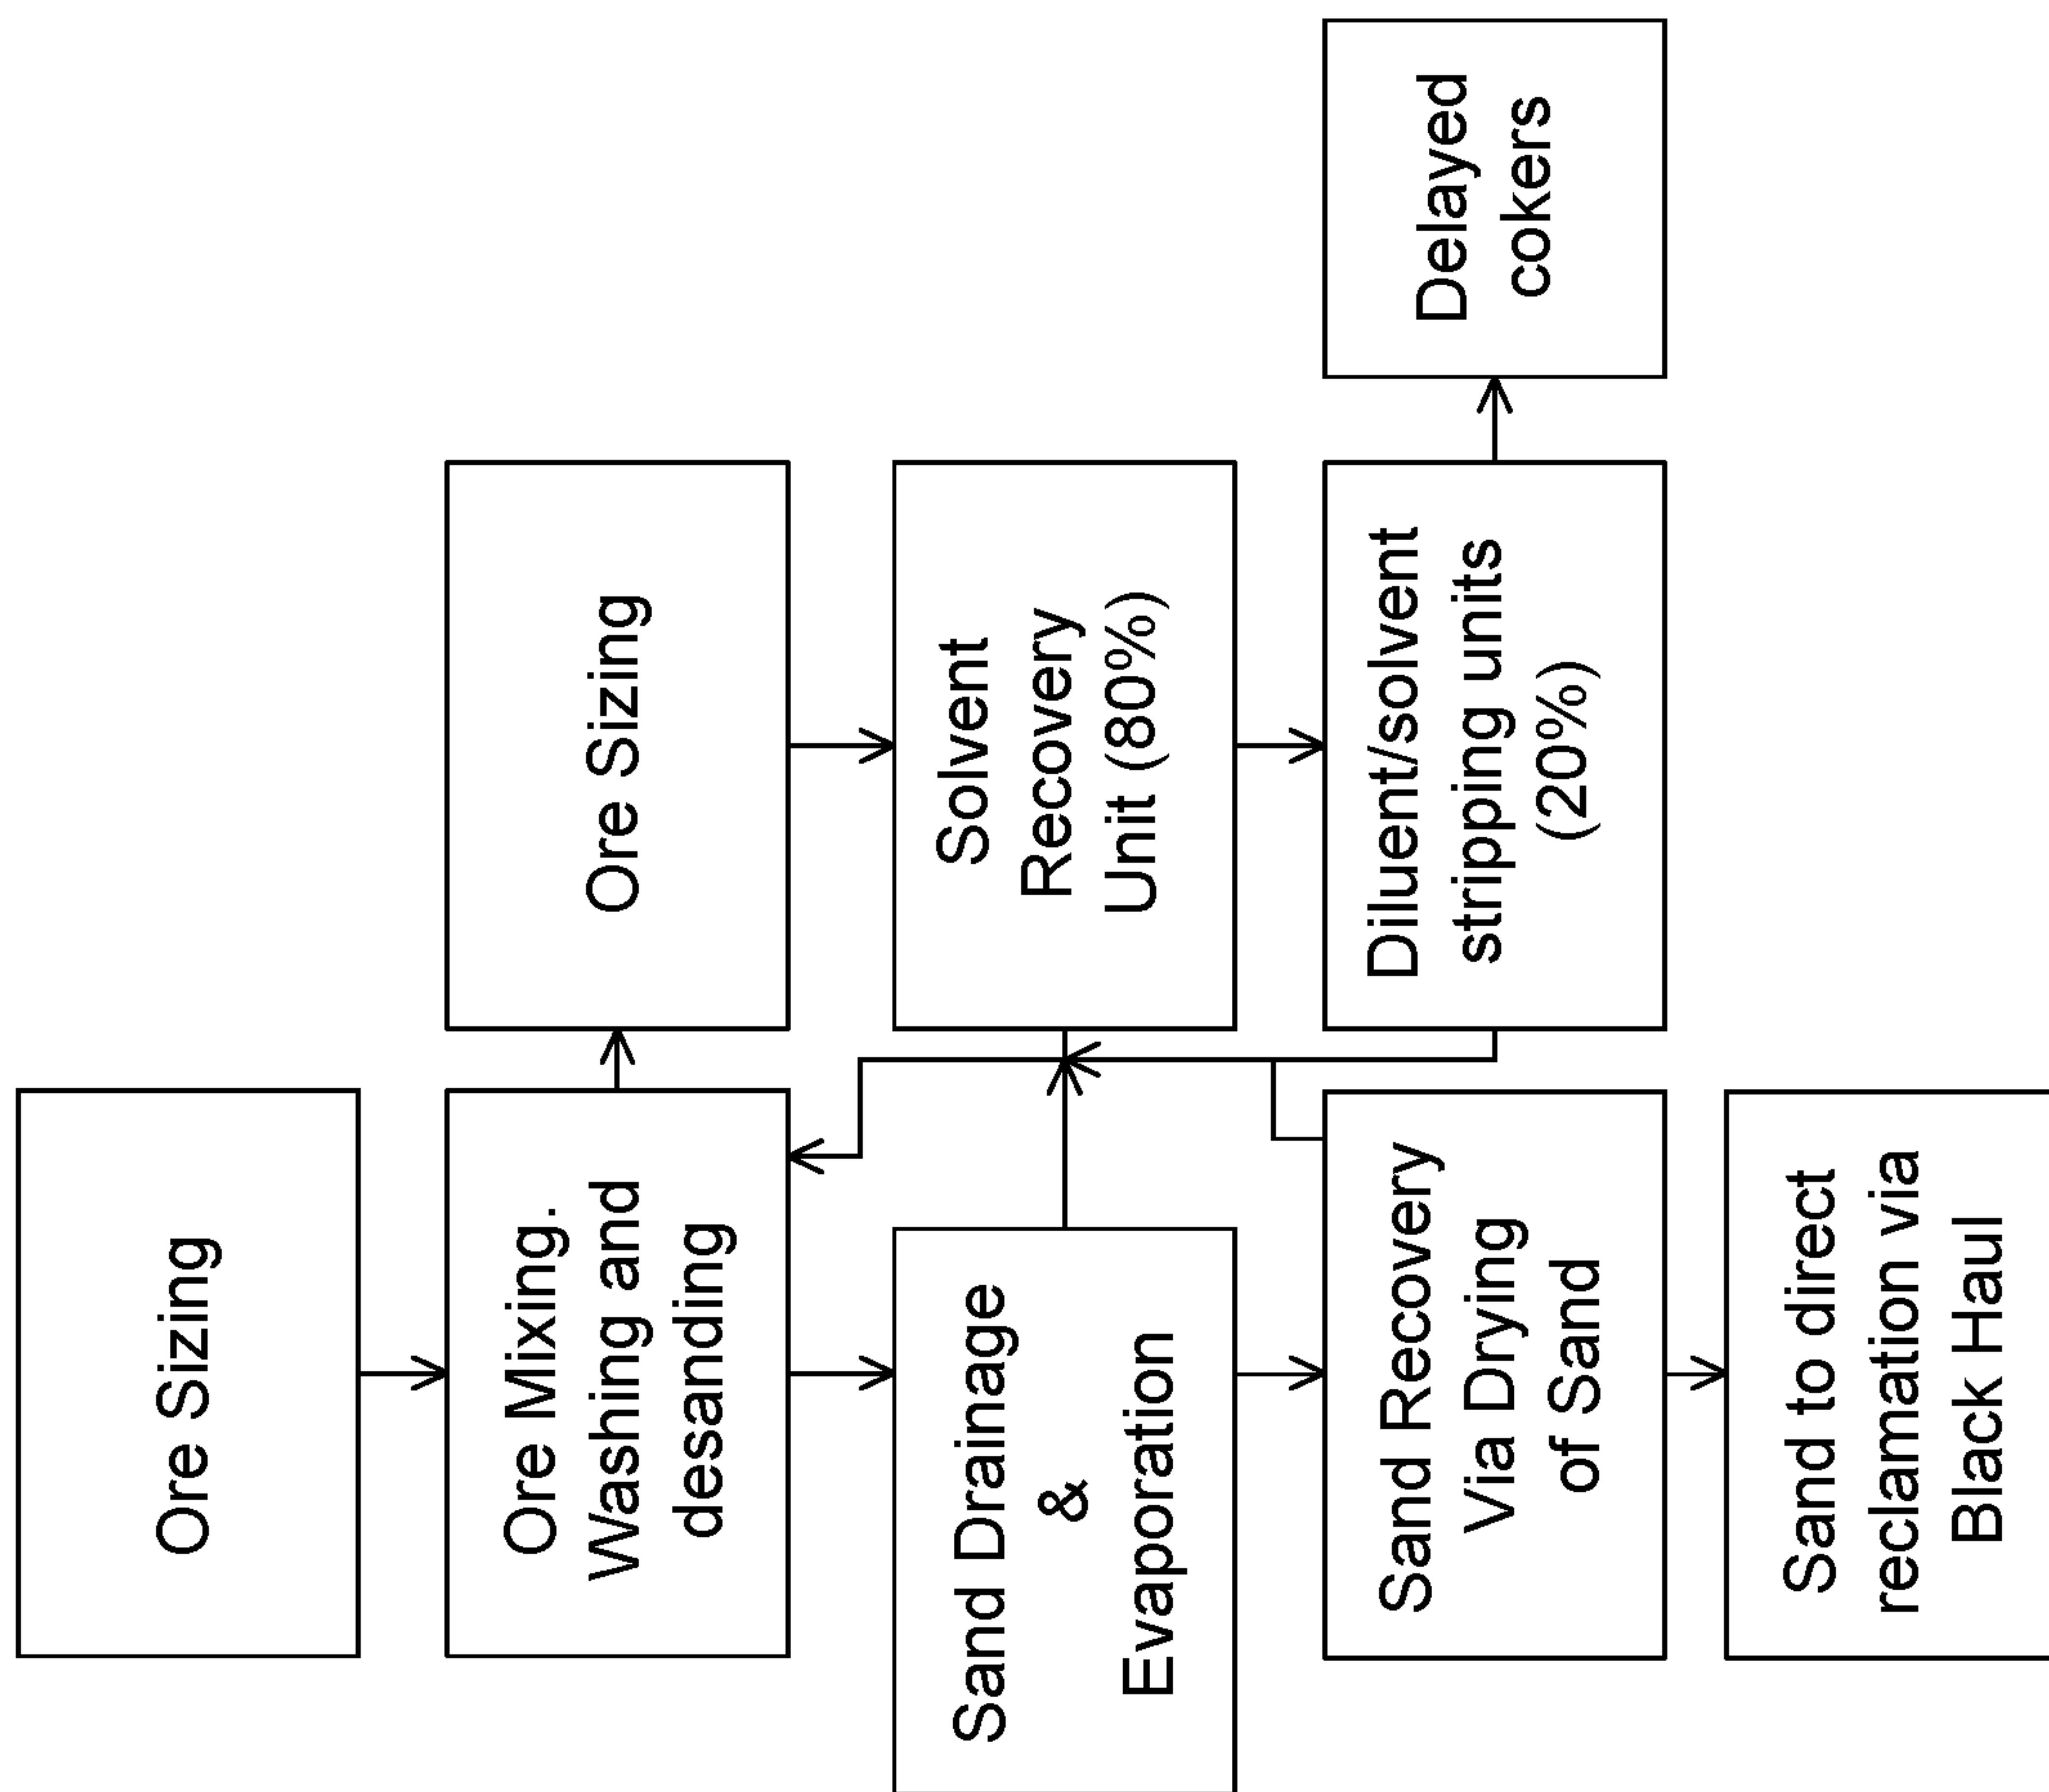 Ore Sizing
Ore Mixing.
Washing and
desanding
Sand Drainage
&
Evaporation
Sand Recovery
Via Drying
of Sand
Sand to direct
reclamation via
Black Haul
Ore Sizing
Solvent
Recovery
Unit (80%)
Diluent/solvent
stripping units
(20%)
Delayed
cokers